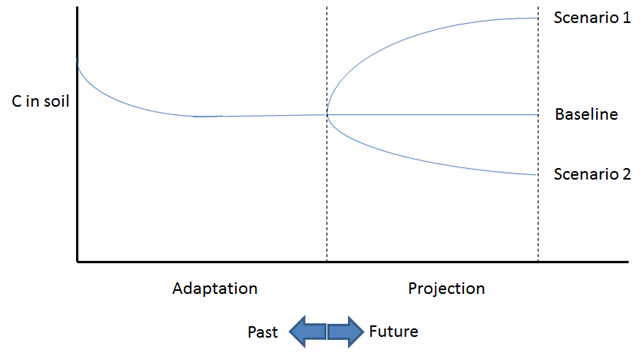 Scenario 1
C in soil
Baseline
Scenario 2
Adaptation
Projection
Past
Future